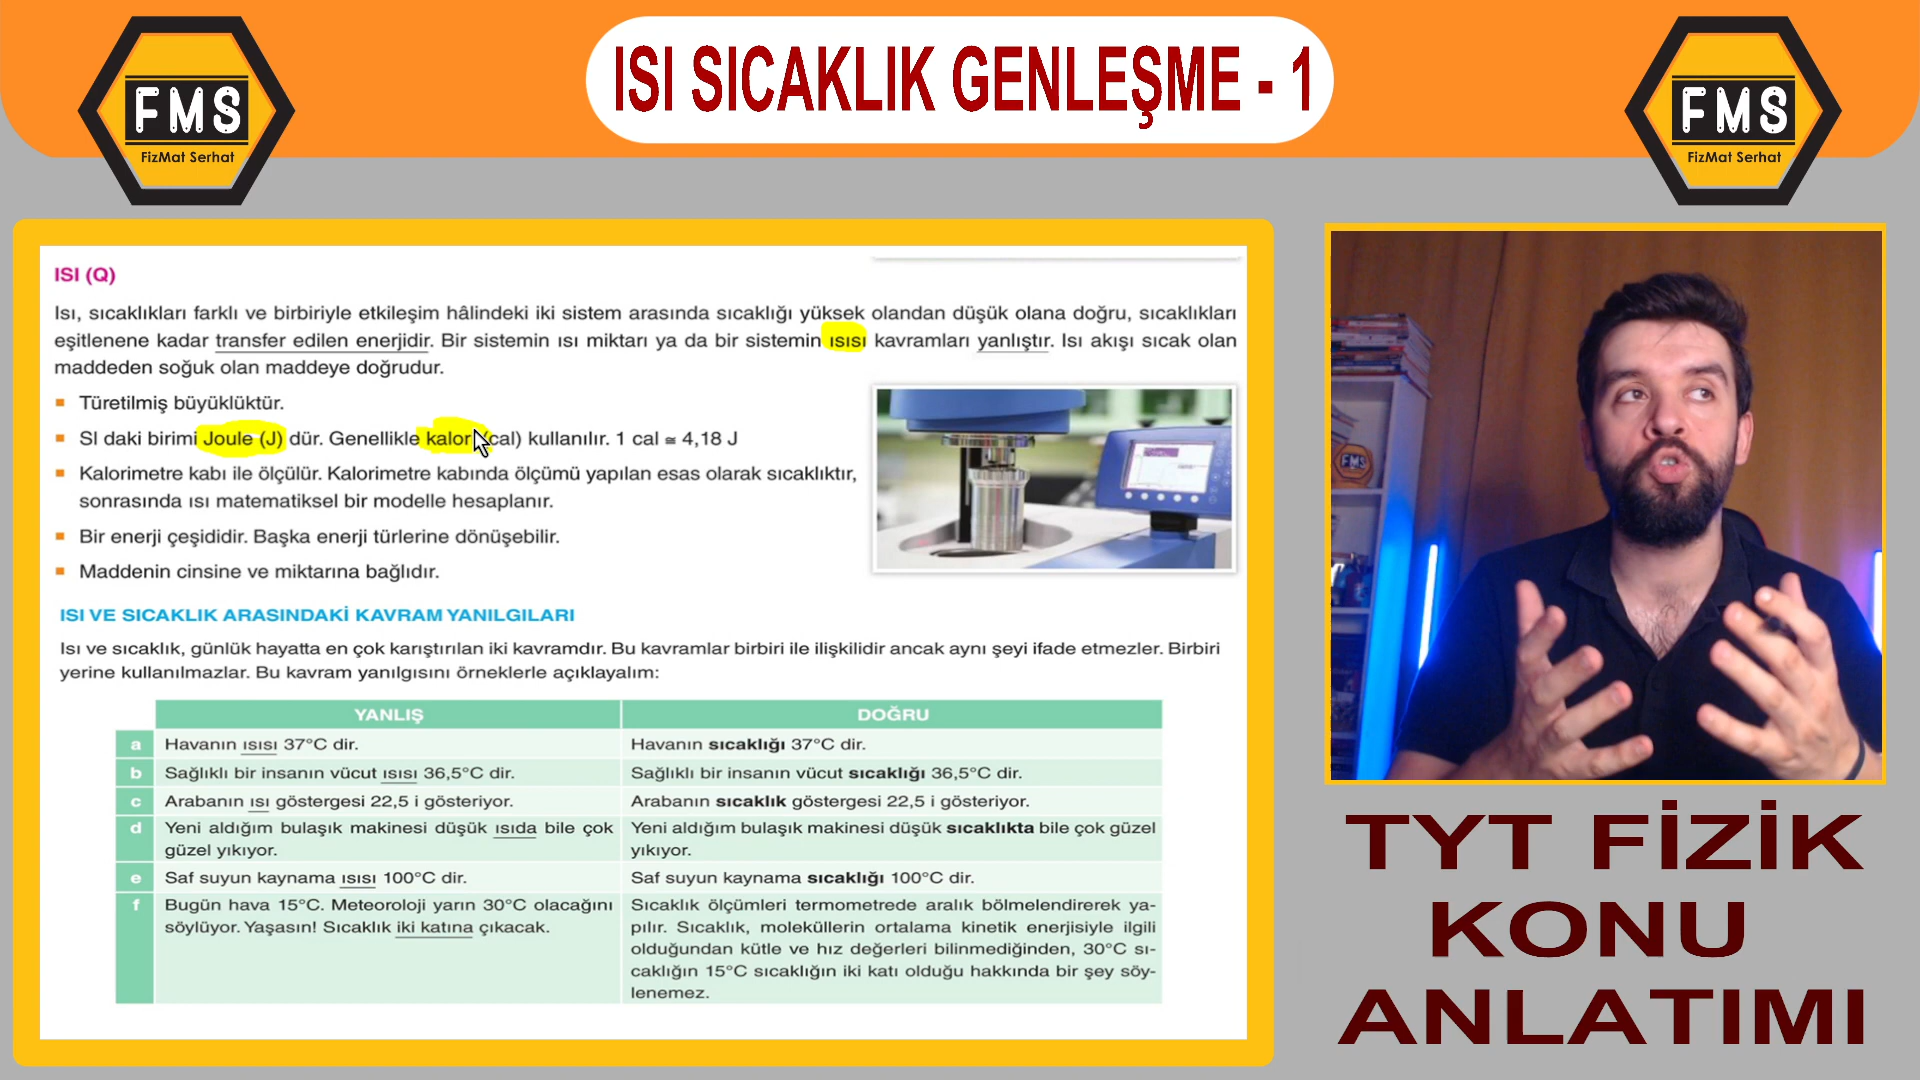 ISI SICAKLIK GENLEŞME - 1
FMS
FizMat Serhat
FMS
FizMat Serhat
ISI (Q)
Isı, sıcaklıkları farklı ve birbiriyle etkileşim hâlindeki iki sistem arasında sıcaklığı yüksek olandan düşük olana doğru, sıcaklıkları
eşitlenene kadar transfer edilen enerjidir. Bir sistemin ısı miktarı ya da bir sistemin ısısı kavramları yanlıştır. Isı akışı sıcak olan
maddeden soğuk olan maddeye doğrudur.
▪ Türetilmiş büyüklüktür.
▪ SI daki birimi Joule (J) dür. Genellikle kalori (cal) kullanılır. 1 cal ≅ 4,18 J
▪ Kalorimetre kabı ile ölçülür. Kalorimetre kabında ölçümü yapılan esas olarak sıcaklıktır,
sonrasında ısı matematiksel bir modelle hesaplanır.
▪ Bir enerji çeşididir. Başka enerji türlerine dönüşebilir.
▪ Maddenin cinsine ve miktarına bağlıdır.
ISI VE SICAKLIK ARASINDAKİ KAVRAM YANILGILARI
Isı ve sıcaklık, günlük hayatta en çok karıştırılan iki kavramdır. Bu kavramlar birbiri ile ilişkilidir ancak aynı şeyi ifade etmezler. Birbiri
yerine kullanılmazlar. Bu kavram yanılgısını örneklerle açıklayalım:
YANLIŞ DOĞRU
a Havanın ısısı 37°C dir. Havanın sıcaklığı 37°C dir.
b Sağlıklı bir insanın vücut ısısı 36,5°C dir. Sağlıklı bir insanın vücut sıcaklığı 36,5°C dir.
c Arabanın ısı göstergesi 22,5 i gösteriyor. Arabanın sıcaklık göstergesi 22,5 i gösteriyor.
d Yeni aldığım bulaşık makinesi düşük ısıda bile çok
güzel yıkıyor.
Yeni aldığım bulaşık makinesi düşük sıcaklıkta bile çok güzel
yıkıyor.
e Saf suyun kaynama ısısı 100°C dir. Saf suyun kaynama sıcaklığı 100°C dir.
f Bugün hava 15°C. Meteoroloji yarın 30°C olacağını
söylüyor. Yaşasın! Sıcaklık iki katına çıkacak.
Sıcaklık ölçümleri termometrede aralık bölmelendirerek ya-
pılır. Sıcaklık, moleküllerin ortalama kinetik enerjisiyle ilgili
olduğundan kütle ve hız değerleri bilinmediğinden, 30°C sı-
caklığın 15°C sıcaklığın iki katı olduğu hakkında bir şey söy-
lenemez.
FMS
TYT FİZİK
KONU
ANLATIMI